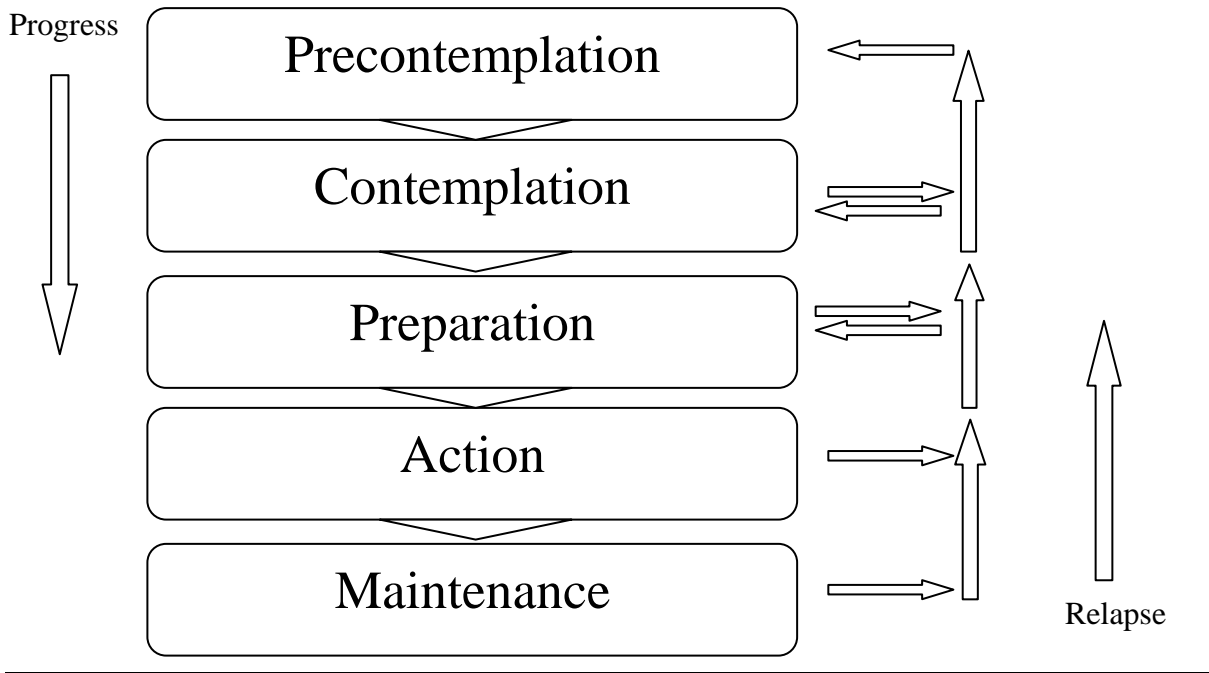 Progress
Precontemplation
Contemplation
Preparation
Action
Maintenance
Relapse